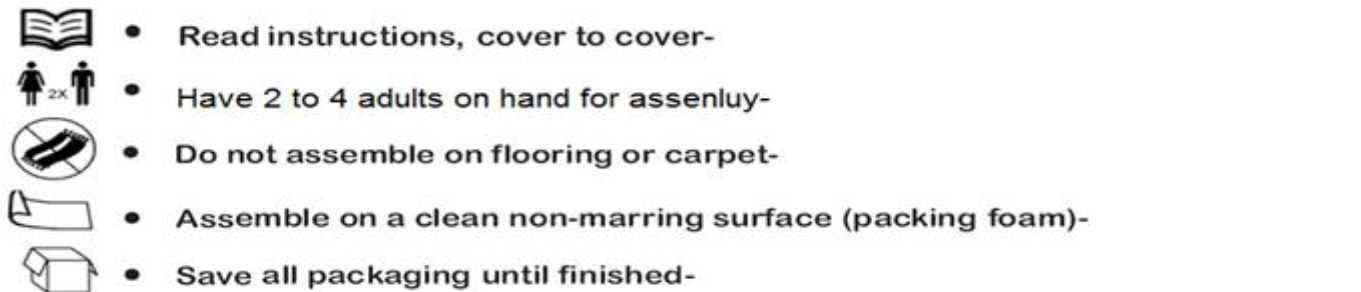 • Read instructions, cover to cover-
2X • Have 2 to 4 adults on hand for assenluy-
• Do not assemble on flooring or carpet-
• Assemble on a clean non-marring surface (packing foam)-
• Save all packaging until finished-